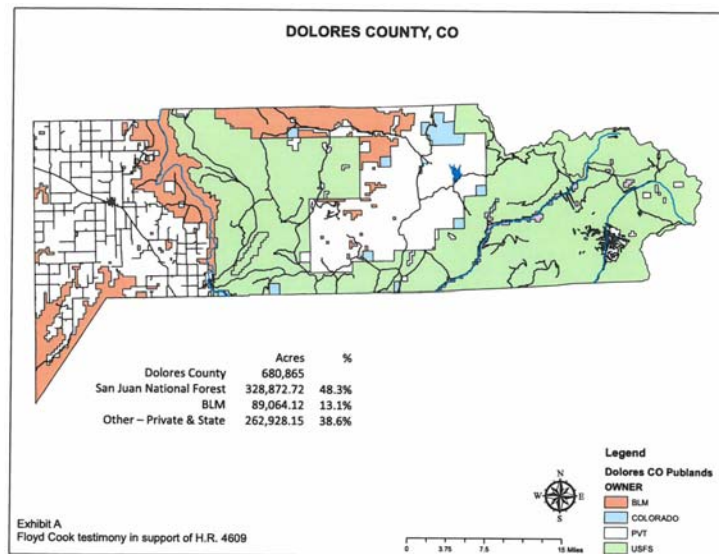 DOLORES COUNTY, CO
Acres %
Dolores County 680,865
San Juan National Forest 328,872.72 48.3%
BLM 89,064.12 13.1%
Other – Private & State 262,928.15 38.6%
Legend
Dolores CO Publands
OWNER
BLM
COLORADO
PVT
USFS
N
W E
S
0 3.75 7.5 15 Miles
Exhibit A
Floyd Cook testimony in support of H.R. 4609